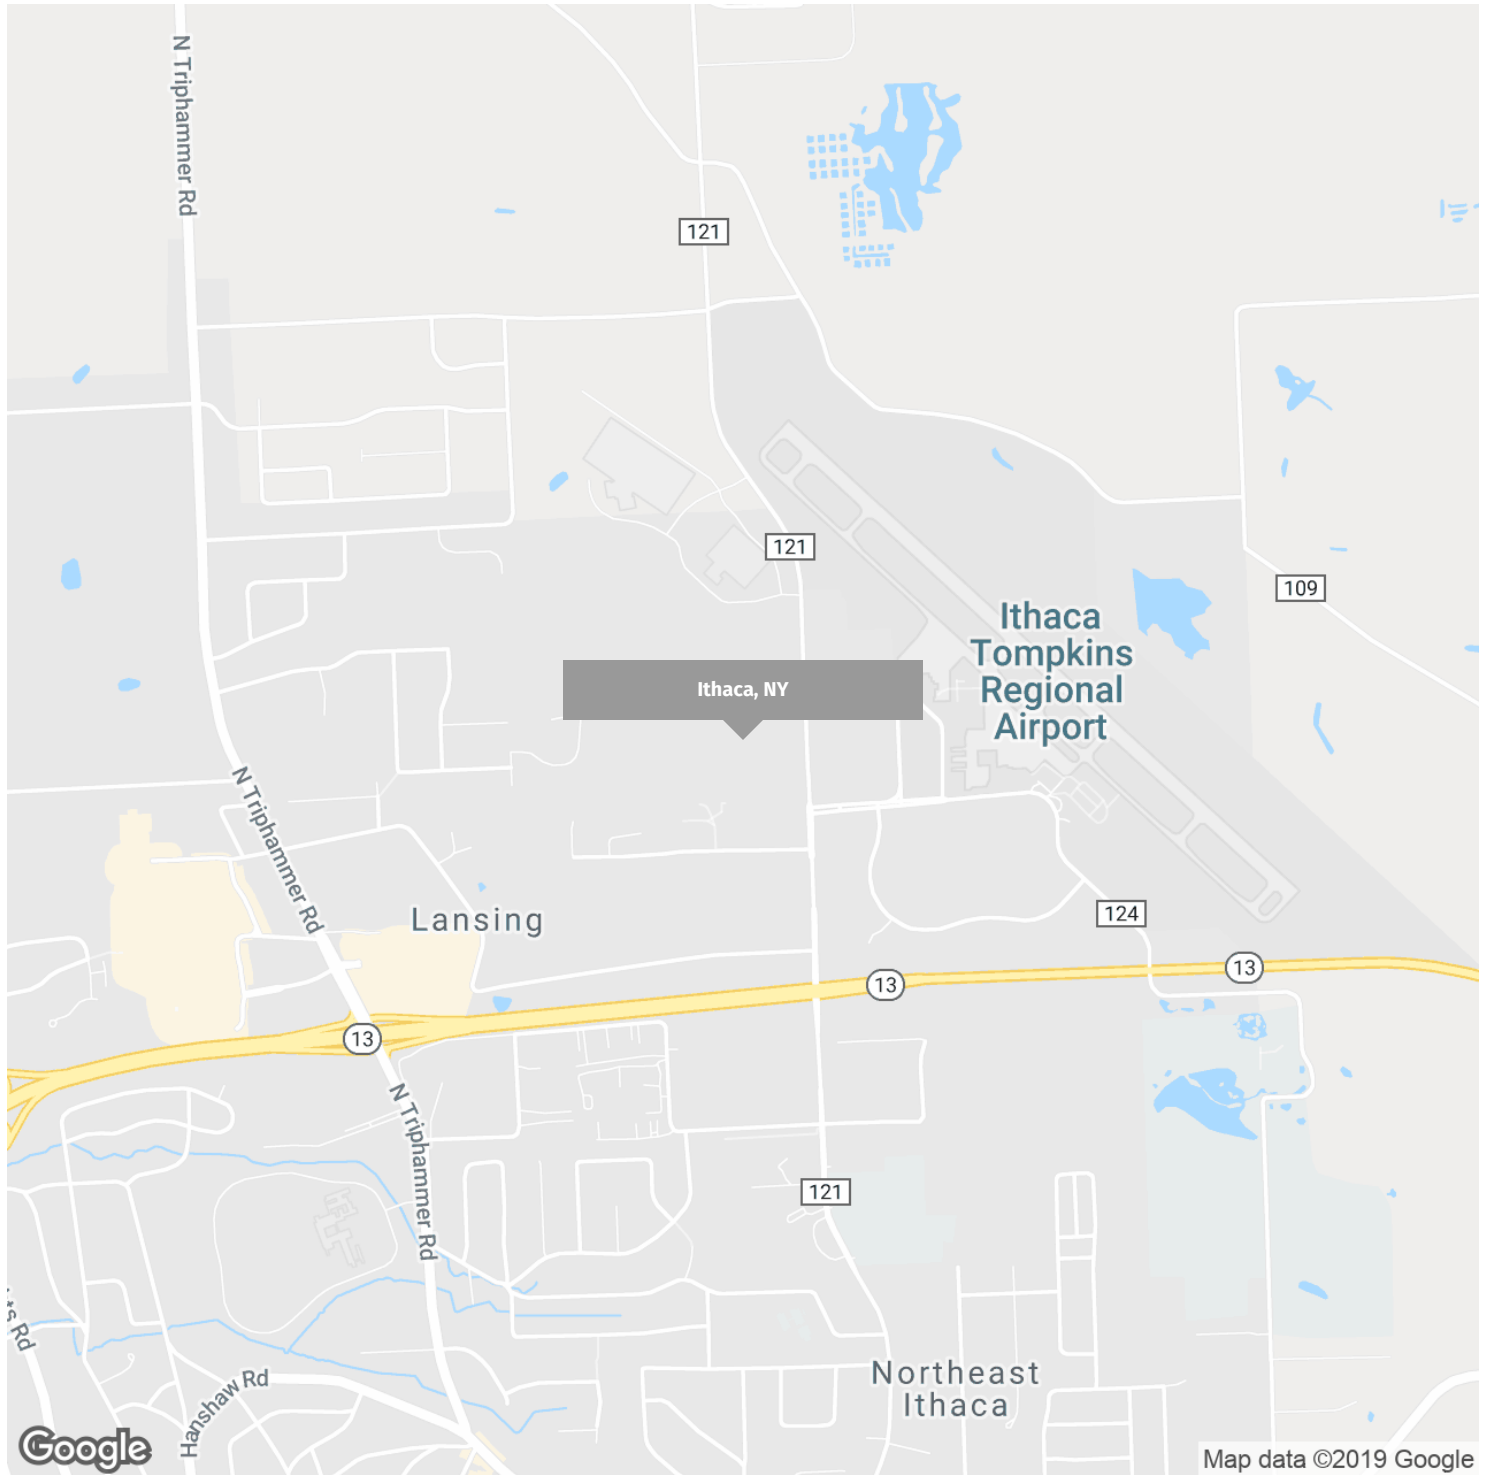 N Triphammer Rd
121
121
109
Ithaca
Tompkins
Regional
Airport
Ithaca, NY
N Triphammer Rd
Lansing
124
13
13
13
N Triphammer Rd
121
Rd
Northeast
Ithaca
Hanshaw Rd
Google
Map data ©2019 Google